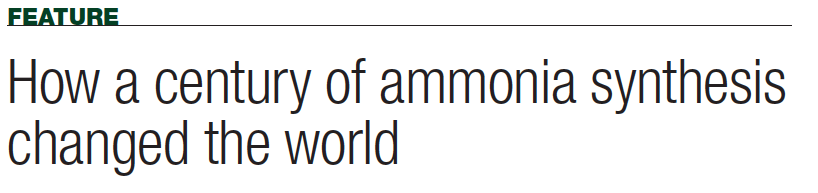 FEATURE
How a century of ammonia synthesis
changed the world